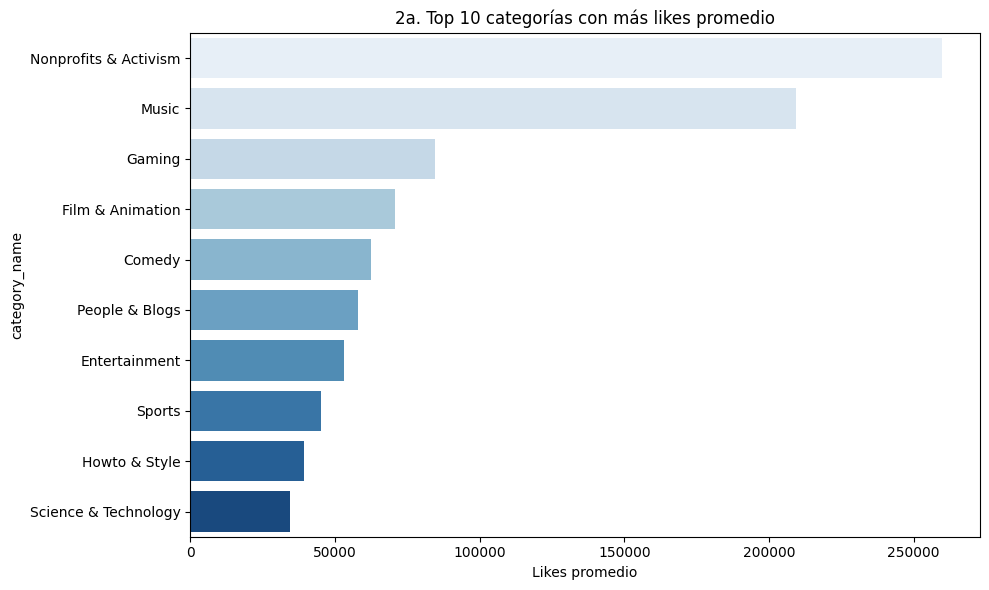 2a. Top 10 categorías con más likes promedio
category_name
Nonprofits & Activism
Music
Gaming
Film & Animation
Comedy
People & Blogs
Entertainment
Sports
Howto & Style
Science & Technology
0 50000 100000 150000 200000 250000
Likes promedio